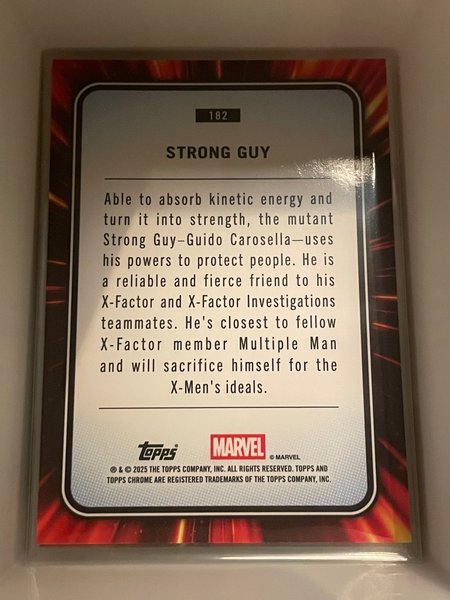 182
STRONG GUY
Able to absorb kinetic energy and
turn it into strength, the mutant
Strong Guy–Guido Carosella—uses
his powers to protect people. He is
a reliable and fierce friend to his
X-Factor and X-Factor Investigations
teammates. He's closest to fellow
X-Factor member Multiple Man
and will sacrifice himself for the
X-Men's ideals.
Topps MARVEL © MARVEL
® & © 2025 THE TOPPS COMPANY, INC. ALL RIGHTS RESERVED. TOPPS AND
TOPPS CHROME ARE REGISTERED TRADEMARKS OF THE TOPPS COMPANY, INC.